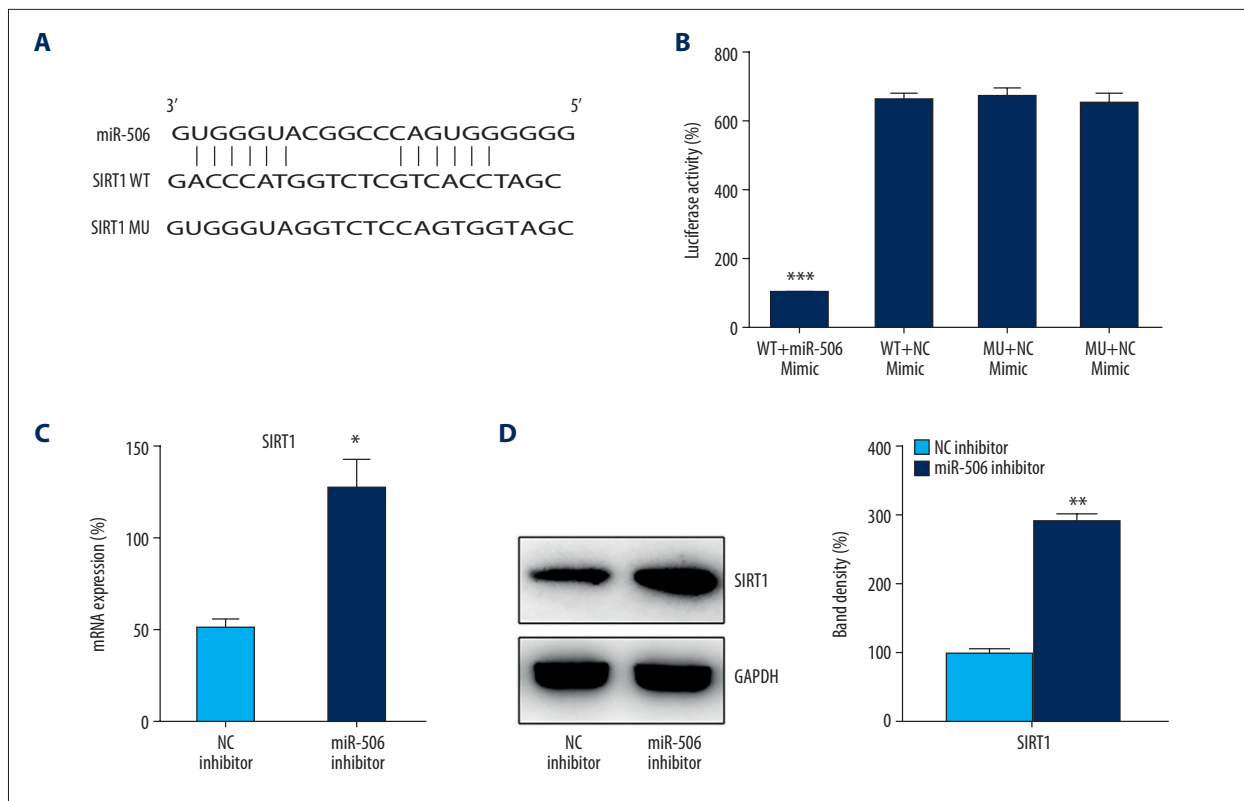 A
3’ 5’
miR-506 GUGGGUACGGCCCAGUGGGGGG
SIRT1 WT GACCCATGGTCTCGTCACCTAGC
SIRT1 MU GUGGGUAGGTCTCCAGTGGTAGC
B
Luciferase activity (%)
800
600
400
200
0
***
WT+miR-506
Mimic
WT+NC
Mimic
MU+NC
Mimic
MU+NC
Mimic
C
SIRT1
mRNA expression (%)
150
100
50
0
*
NC
inhibitor
miR-506
inhibitor
D
SIRT1
GAPDH
NC
inhibitor
miR-506
inhibitor
NC inhibitor
miR-506 inhibitor
Band density (%)
400
300
200
100
0
**
SIRT1